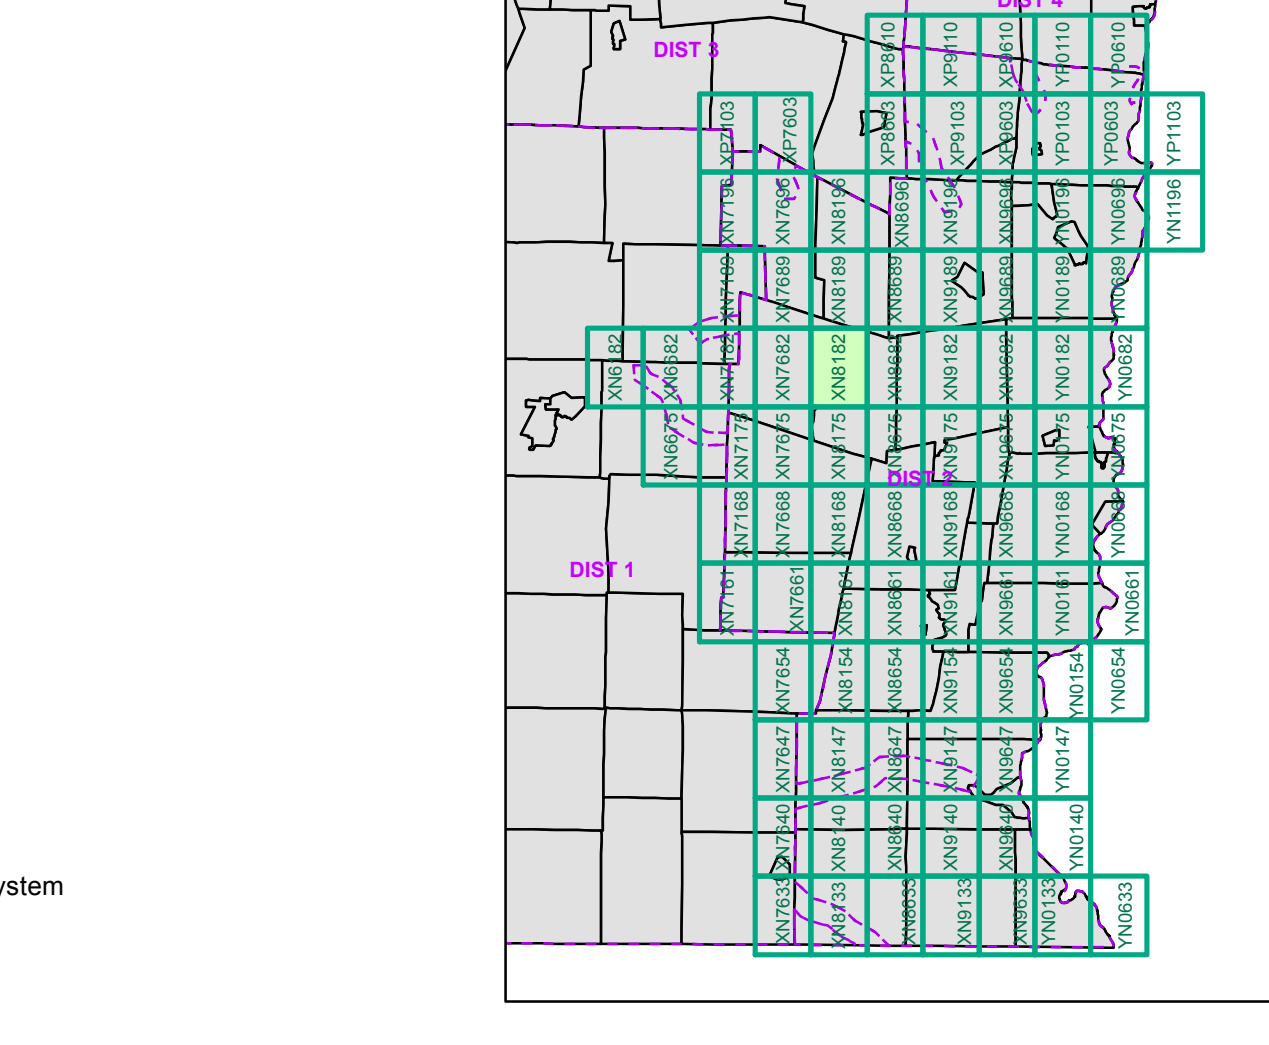 DIST 4
DIST 3
XP8610
XP9110
XP9610
YP0110
YP0610
XP7103
XP7603
XP8603
XP9103
XP9603
YP0103
YP0603
YP1103
XN7196
XN7696
XN8196
XN8696
XN9196
XN9696
YN0196
YN0696
YN1196
XN7189
XN7689
XN8189
XN8689
XN9189
XN9689
YN0189
YN0689
XN6182
XN6682
XN7182
XN7682
XN8182
XN8682
XN9182
XN9682
YN0182
YN0682
XN6675
XN7175
XN7675
XN8175
XN8675
XN9175
XN9675
YN0175
YN0675
DIST 2
XN7168
XN7668
XN8168
XN8668
XN9168
XN9668
YN0168
YN0668
DIST 1
XN7161
XN7661
XN8161
XN8661
XN9161
XN9661
YN0161
YN0661
XN7654
XN8154
XN8654
XN9154
XN9654
YN0154
YN0654
XN7647
XN8147
XN8647
XN9147
XN9647
YN0147
XN7640
XN8140
XN8640
XN9140
XN9640
YN0140
ystem
XN7633
XN8133
XN8633
XN9133
XN9633
YN0133
YN0633